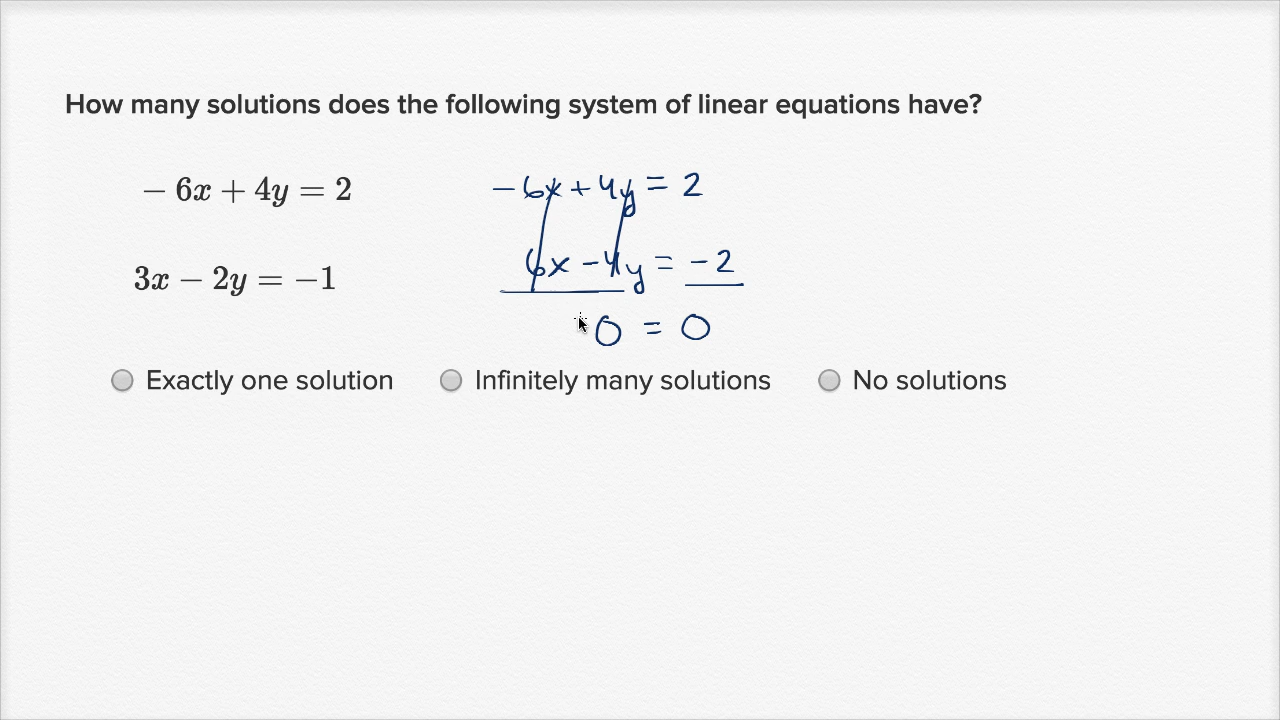 How many solutions does the following system of linear equations have?
− 6x + 4y = 2
-6x + 4y = 2
3x − 2y = −1
6x - 4y = -2
0 = 0
Exactly one solution Infinitely many solutions No solutions